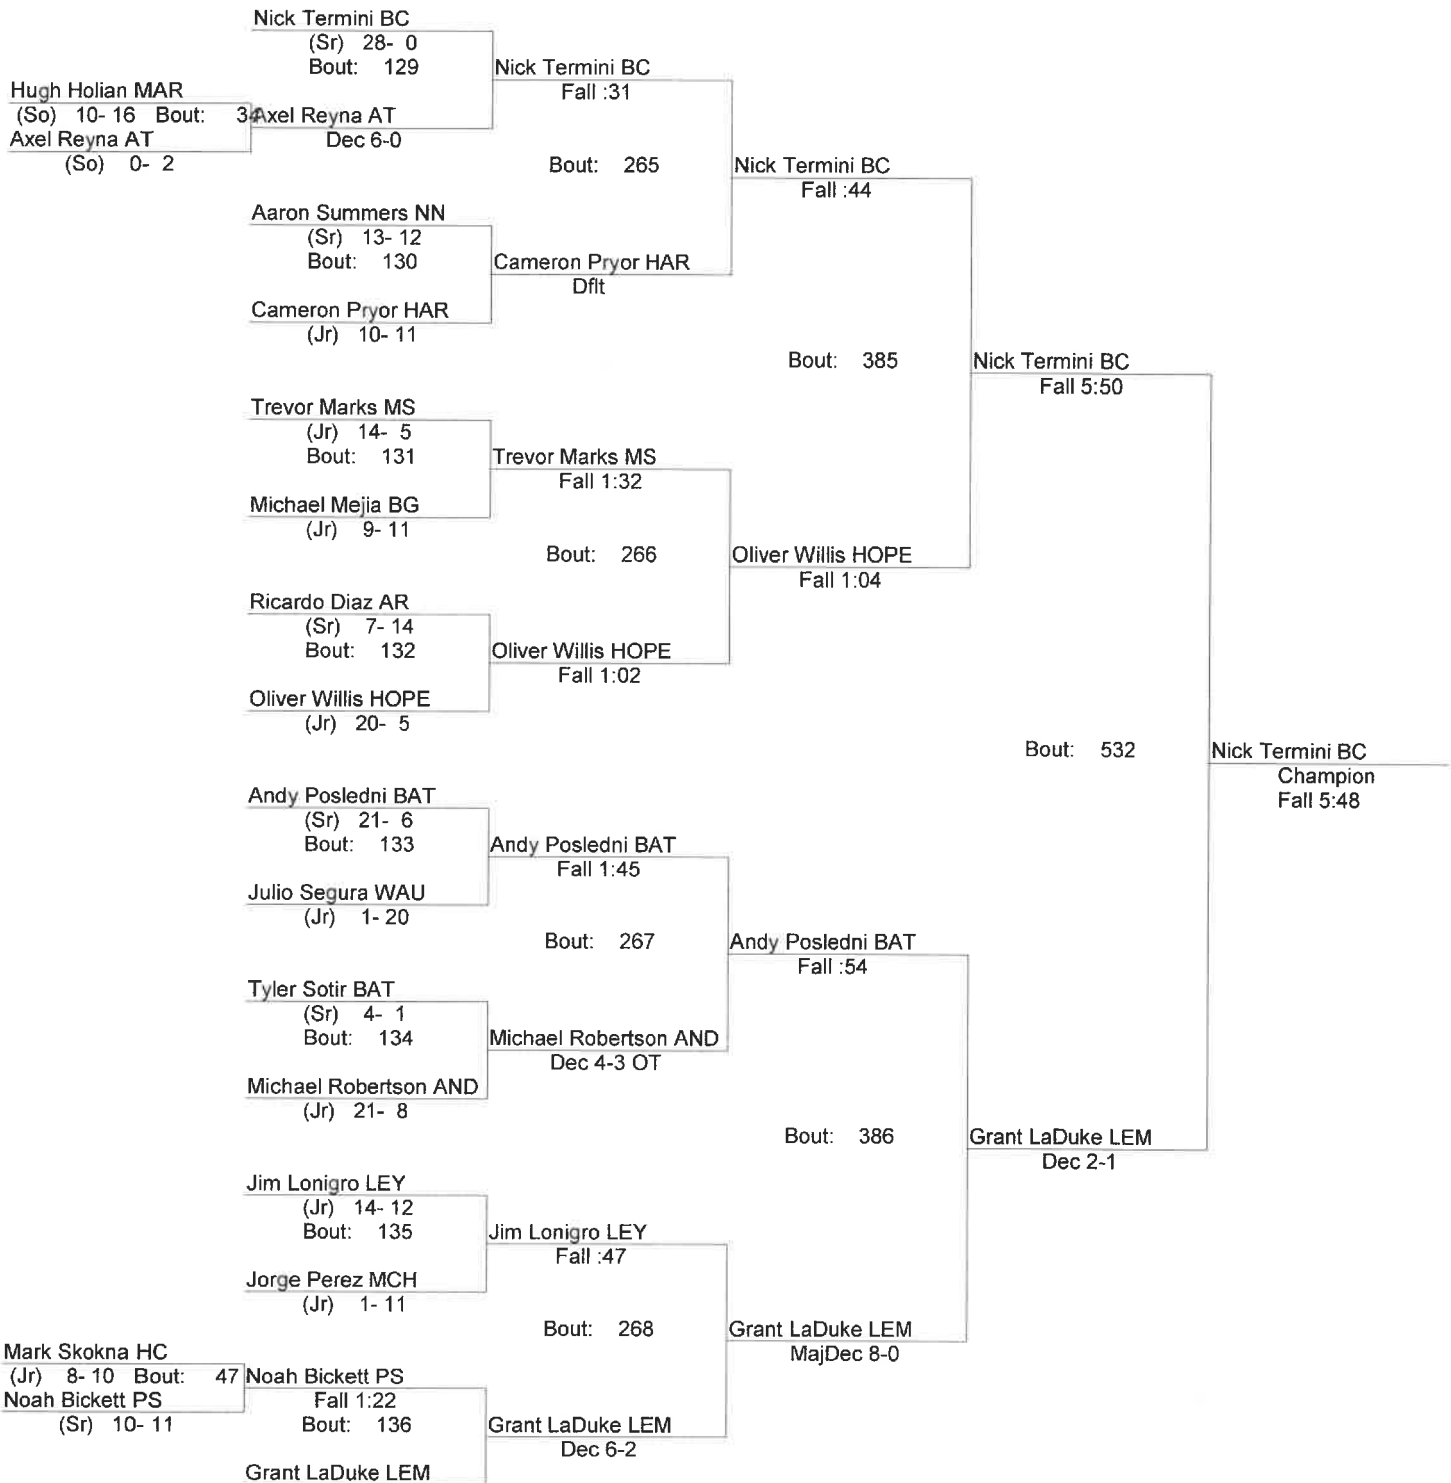 Nick Termini BC
(Sr) 28- 0
Bout: 129
Nick Termini BC
Fall :31
Hugh Holian MAR
(So) 10- 16 Bout: 34
Axel Reyna AT
Dec 6-0
Axel Reyna AT
(So) 0- 2
Bout: 265
Nick Termini BC
Fall :44
Aaron Summers NN
(Sr) 13- 12
Bout: 130
Cameron Pryor HAR
Dflt
Cameron Pryor HAR
(Jr) 10- 11
Bout: 385
Nick Termini BC
Fall 5:50
Trevor Marks MS
(Jr) 14- 5
Bout: 131
Trevor Marks MS
Fall 1:32
Michael Mejia BG
(Jr) 9- 11
Bout: 266
Oliver Willis HOPE
Fall 1:04
Ricardo Diaz AR
(Sr) 7- 14
Bout: 132
Oliver Willis HOPE
Fall 1:02
Oliver Willis HOPE
(Jr) 20- 5
Bout: 532
Nick Termini BC
Champion
Fall 5:48
Andy Posledni BAT
(Sr) 21- 6
Bout: 133
Andy Posledni BAT
Fall 1:45
Julio Segura WAU
(Jr) 1- 20
Bout: 267
Andy Posledni BAT
Fall :54
Tyler Sotir BAT
(Sr) 4- 1
Bout: 134
Michael Robertson AND
Dec 4-3 OT
Michael Robertson AND
(Jr) 21- 8
Bout: 386
Grant LaDuke LEM
Dec 2-1
Jim Lonigro LEY
(Jr) 14- 12
Bout: 135
Jim Lonigro LEY
Fall :47
Jorge Perez MCH
(Jr) 1- 11
Bout: 268
Grant LaDuke LEM
MajDec 8-0
Mark Skokna HC
(Jr) 8- 10 Bout: 47
Noah Bickett PS
Fall 1:22
Noah Bickett PS
(Sr) 10- 11
Bout: 136
Grant LaDuke LEM
Dec 6-2
Grant LaDuke LEM